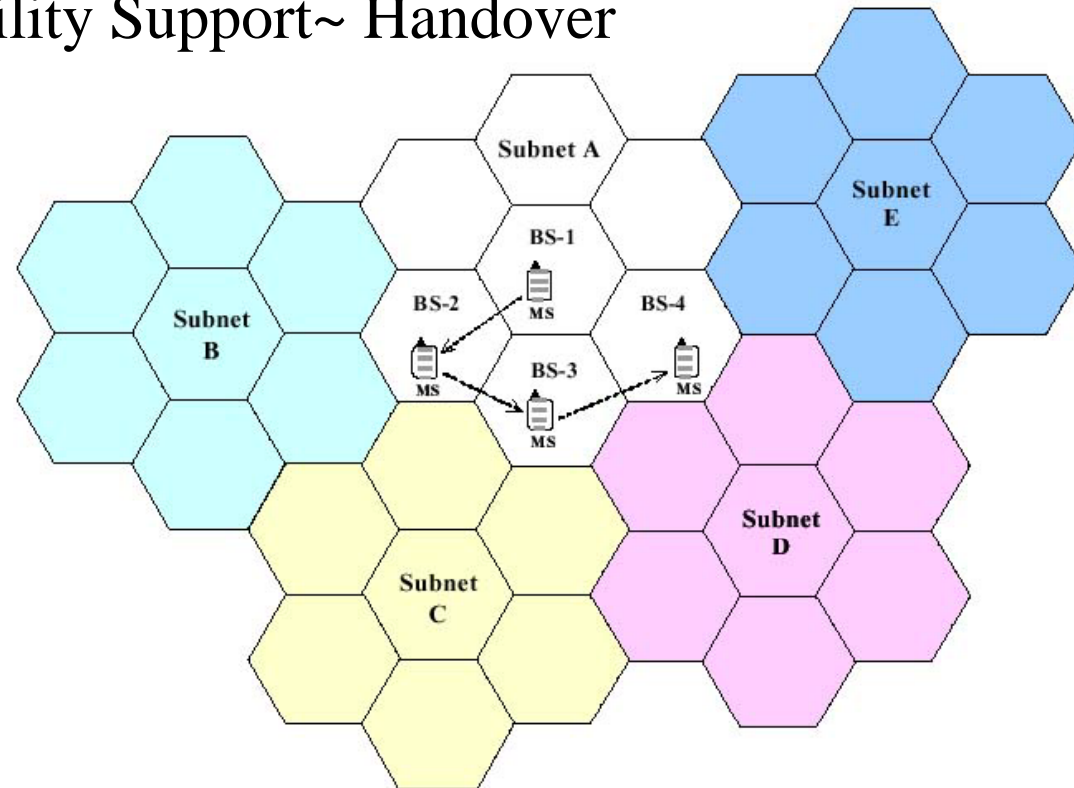 ility Support~ Handover
Subnet A
Subnet
E
BS-1
MS
BS-2
MS
BS-4
MS
BS-3
MS
Subnet
B
Subnet
D
Subnet
C